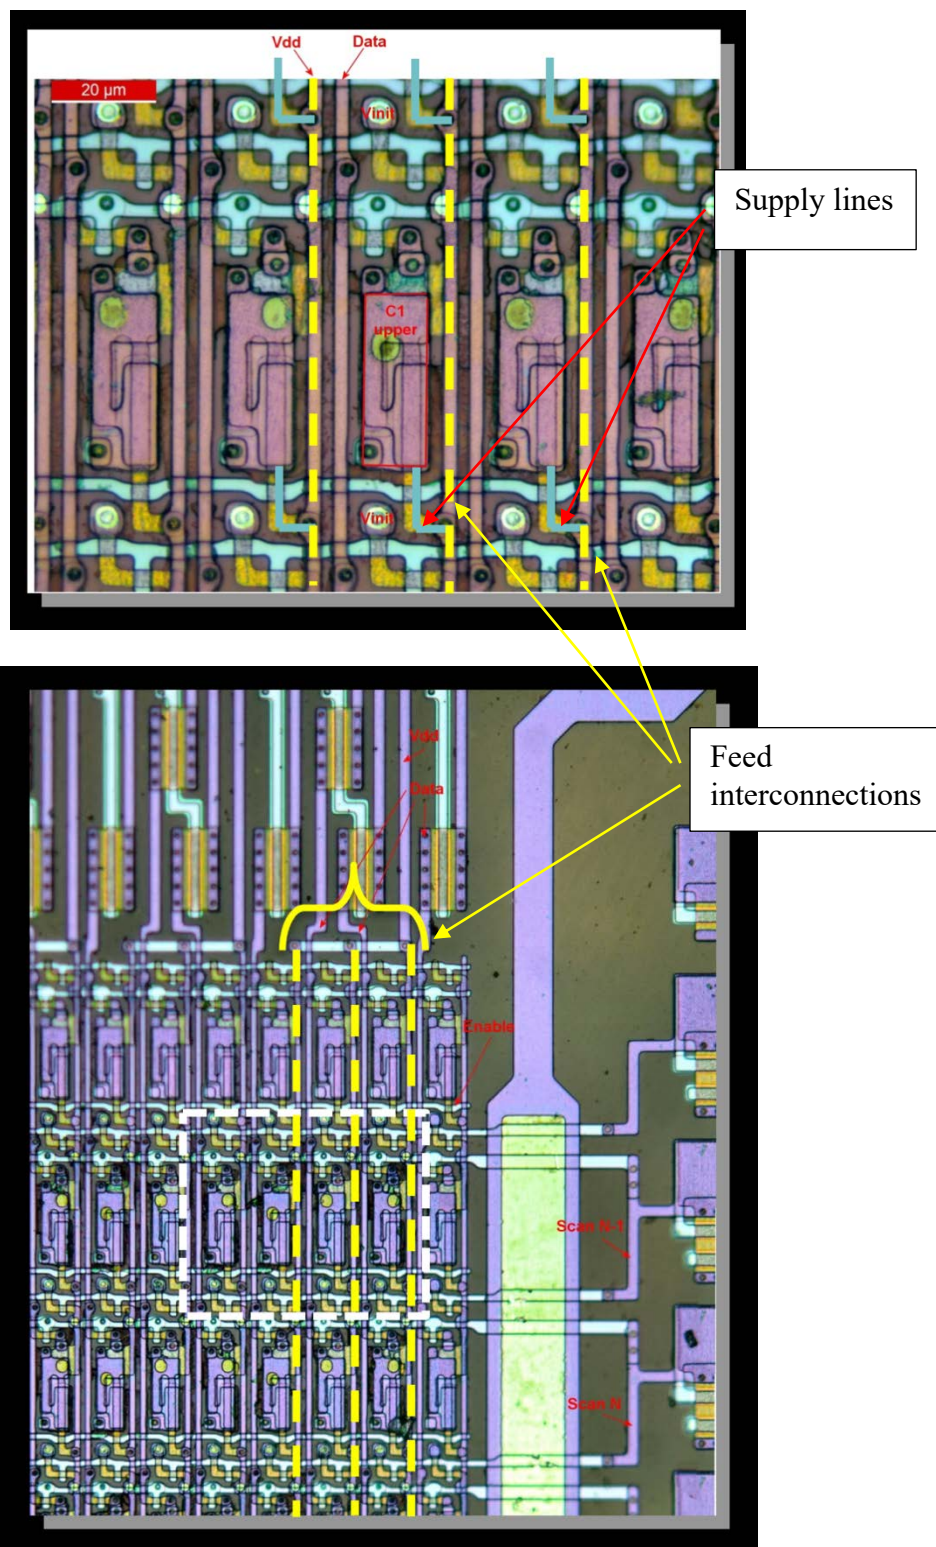 Vdd
Data
20 µm
Vinit
Supply lines
C1
upper
Vinit
Vdd
Feed
interconnections
Data
Enable
Scan N-1
Scan N